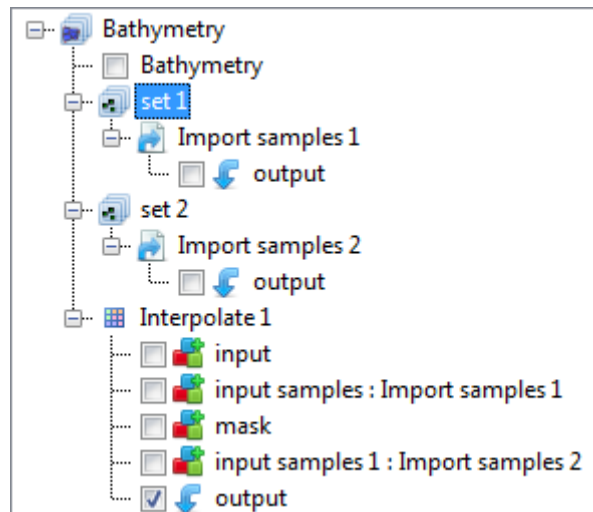 Bathymetry
Bathymetry
set 1
Import samples 1
output
set 2
Import samples 2
output
Interpolate 1
input
input samples : Import samples 1
mask
input samples 1 : Import samples 2
output